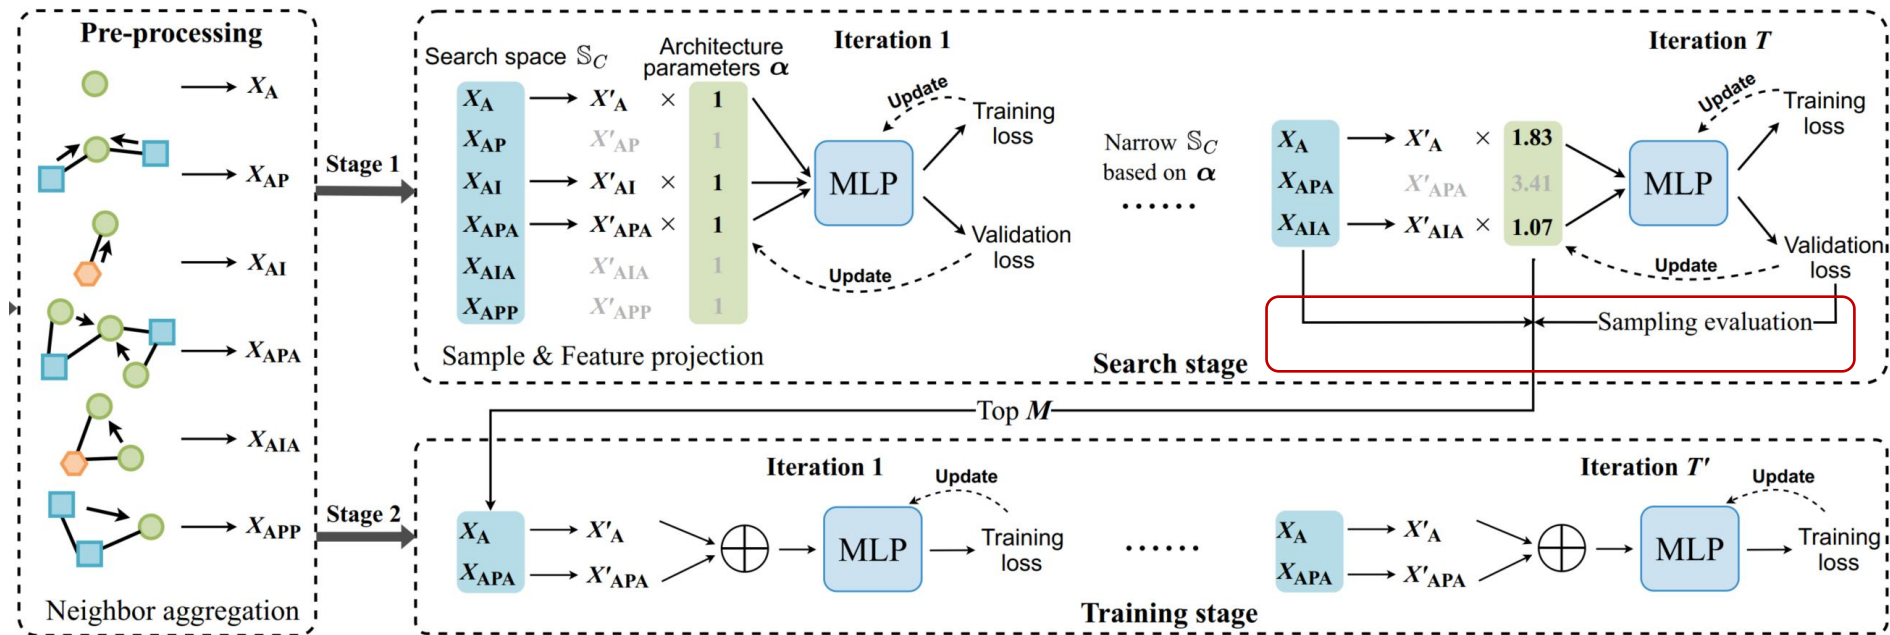 Pre-processing
X_A
X_AP
X_AI
X_APA
X_AIA
X_APP
Neighbor aggregation
Stage 1
Stage 2
Search space 𝕊_C
Architecture
parameters α
Iteration 1
X_A X′_A × 1
X_AP X′_AP 1
X_AI X′_AI × 1
X_APA X′_APA × 1
X_AIA X′_AIA 1
X_APP X′_APP 1
MLP
Update
Training
loss
Validation
loss
Update
Sample & Feature projection
Narrow 𝕊_C
based on α
......
Iteration T
X_A X′_A × 1.83
X_APA X′_APA 3.41
X_AIA X′_AIA × 1.07
MLP
Update
Training
loss
Validation
loss
Update
Sampling evaluation
Search stage
Top M
Iteration 1
X_A X′_A
X_APA X′_APA
MLP
Update
Training
loss
......
Iteration T′
X_A X′_A
X_APA X′_APA
MLP
Update
Training
loss
Training stage